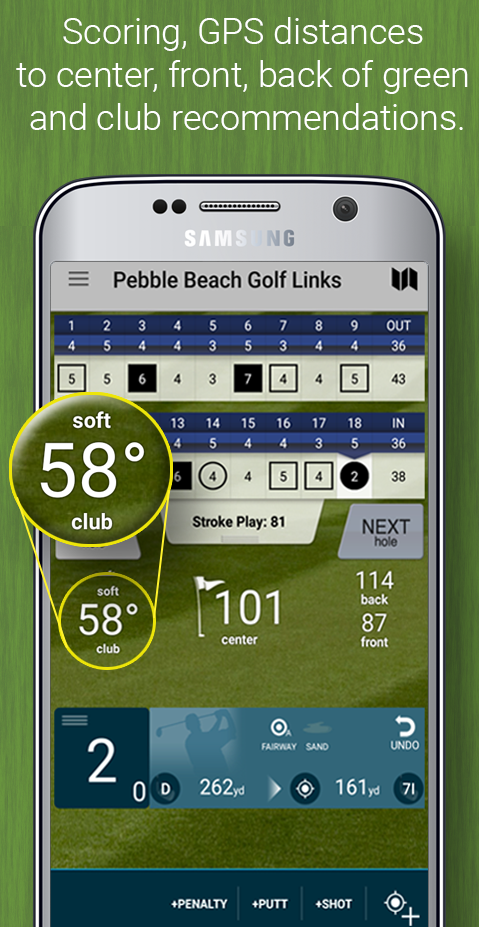 Scoring, GPS distances
to center, front, back of green
and club recommendations.
SAMSUNG
Pebble Beach Golf Links
1 2 3 4 5 6 7 8 9 OUT
4 5 4 4 3 5 3 4 4 36
5 5 6 4 3 7 4 4 5 43
13 14 15 16 17 18 IN
4 5 4 4 3 5 36
6 4 4 5 4 2 38
soft
58°
club
Stroke Play: 81
NEXT
hole
soft
58°
club
101
center
114
back
87
front
2
0
A
FAIRWAY SAND
UNDO
D 262yd 161yd 7I
+PENALTY +PUTT +SHOT